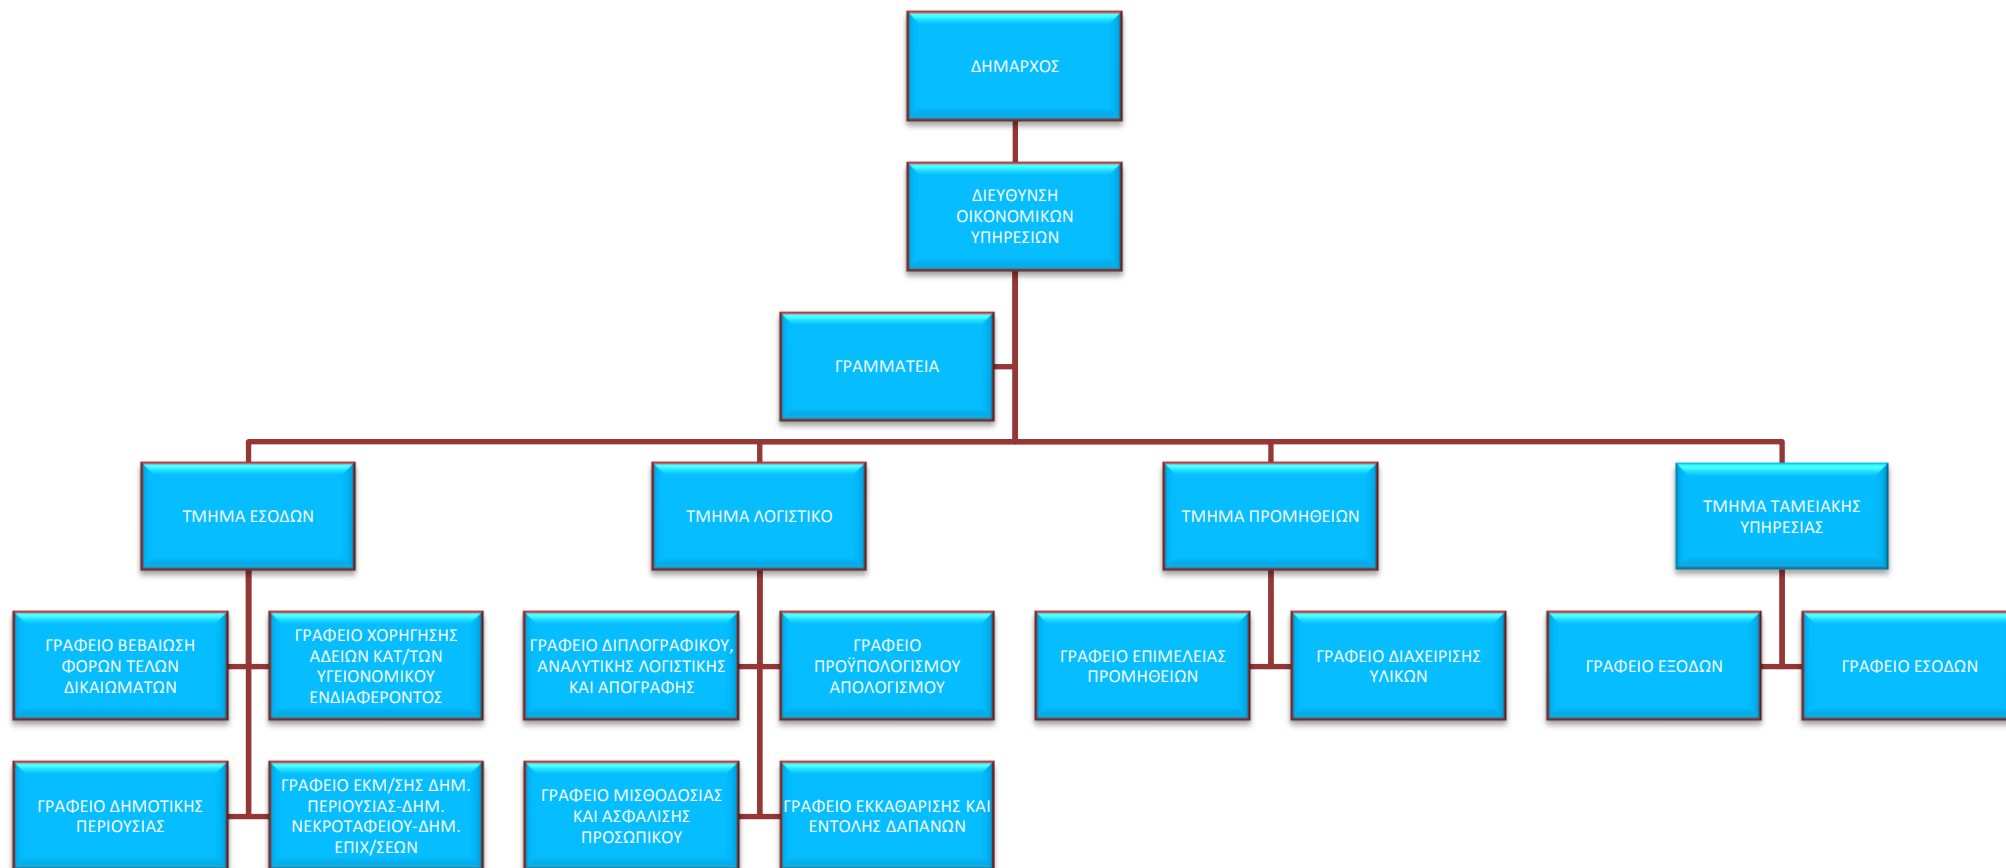 ΔΗΜΑΡΧΟΣ
ΔΙΕΥΘΥΝΣΗ
ΟΙΚΟΝΟΜΙΚΩΝ
ΥΠΗΡΕΣΙΩΝ
ΓΡΑΜΜΑΤΕΙΑ
ΤΜΗΜΑ ΕΣΟΔΩΝ
ΤΜΗΜΑ ΛΟΓΙΣΤΙΚΟ
ΤΜΗΜΑ ΠΡΟΜΗΘΕΙΩΝ
ΤΜΗΜΑ ΤΑΜΕΙΑΚΗΣ
ΥΠΗΡΕΣΙΑΣ
ΓΡΑΦΕΙΟ ΒΕΒΑΙΩΣΗ
ΦΟΡΩΝ ΤΕΛΩΝ
ΔΙΚΑΙΩΜΑΤΩΝ
ΓΡΑΦΕΙΟ ΧΟΡΗΓΗΣΗΣ
ΑΔΕΙΩΝ ΚΑΤ/ΤΩΝ
ΥΓΕΙΟΝΟΜΙΚΟΥ
ΕΝΔΙΑΦΕΡΟΝΤΟΣ
ΓΡΑΦΕΙΟ ΔΙΠΛΟΓΡΑΦΙΚΟΥ,
ΑΝΑΛΥΤΙΚΗΣ ΛΟΓΙΣΤΙΚΗΣ
ΚΑΙ ΑΠΟΓΡΑΦΗΣ
ΓΡΑΦΕΙΟ
ΠΡΟΫΠΟΛΟΓΙΣΜΟΥ
ΑΠΟΛΟΓΙΣΜΟΥ
ΓΡΑΦΕΙΟ ΕΠΙΜΕΛΕΙΑΣ
ΠΡΟΜΗΘΕΙΩΝ
ΓΡΑΦΕΙΟ ΔΙΑΧΕΙΡΙΣΗΣ
ΥΛΙΚΩΝ
ΓΡΑΦΕΙΟ ΕΞΟΔΩΝ
ΓΡΑΦΕΙΟ ΕΣΟΔΩΝ
ΓΡΑΦΕΙΟ ΔΗΜΟΤΙΚΗΣ
ΠΕΡΙΟΥΣΙΑΣ
ΓΡΑΦΕΙΟ ΕΚΜ/ΣΗΣ ΔΗΜ.
ΠΕΡΙΟΥΣΙΑΣ-ΔΗΜ.
ΝΕΚΡΟΤΑΦΕΙΟΥ-ΔΗΜ.
ΕΠΙΧ/ΣΕΩΝ
ΓΡΑΦΕΙΟ ΜΙΣΘΟΔΟΣΙΑΣ
ΚΑΙ ΑΣΦΑΛΙΣΗΣ
ΠΡΟΣΩΠΙΚΟΥ
ΓΡΑΦΕΙΟ ΕΚΚΑΘΑΡΙΣΗΣ ΚΑΙ
ΕΝΤΟΛΗΣ ΔΑΠΑΝΩΝ